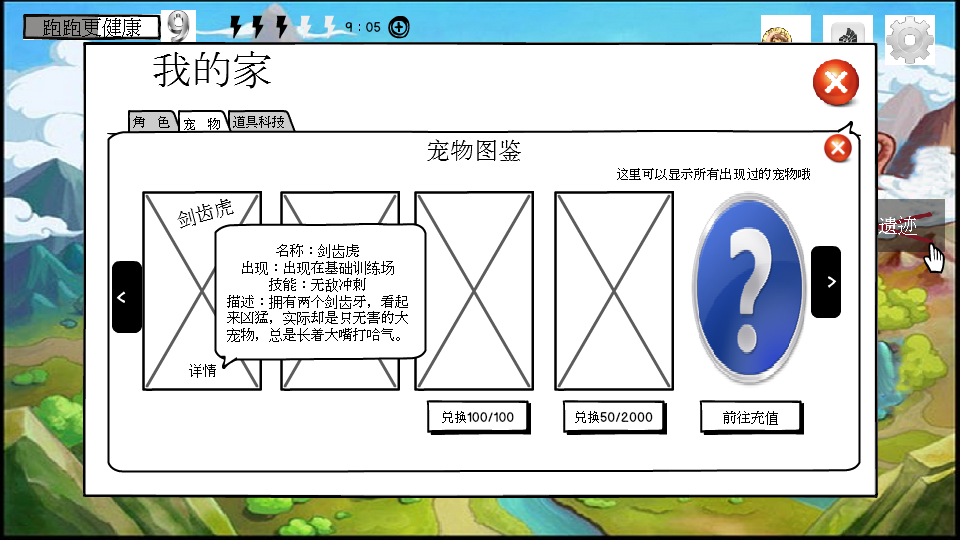 跑跑更健康
9
9：05
我的家
角 色
宠 物
道具科技
宠物图鉴
这里可以显示所有出现过的宠物哦
剑齿虎
名称：剑齿虎
出现：出现在基础训练场
技能：无敌冲刺
描述：拥有两个剑齿牙，看起
来凶猛，实际却是只无害的大
宠物，总是长着大嘴打哈气。
详情
遗迹
兑换100/100
兑换50/2000
前往充值